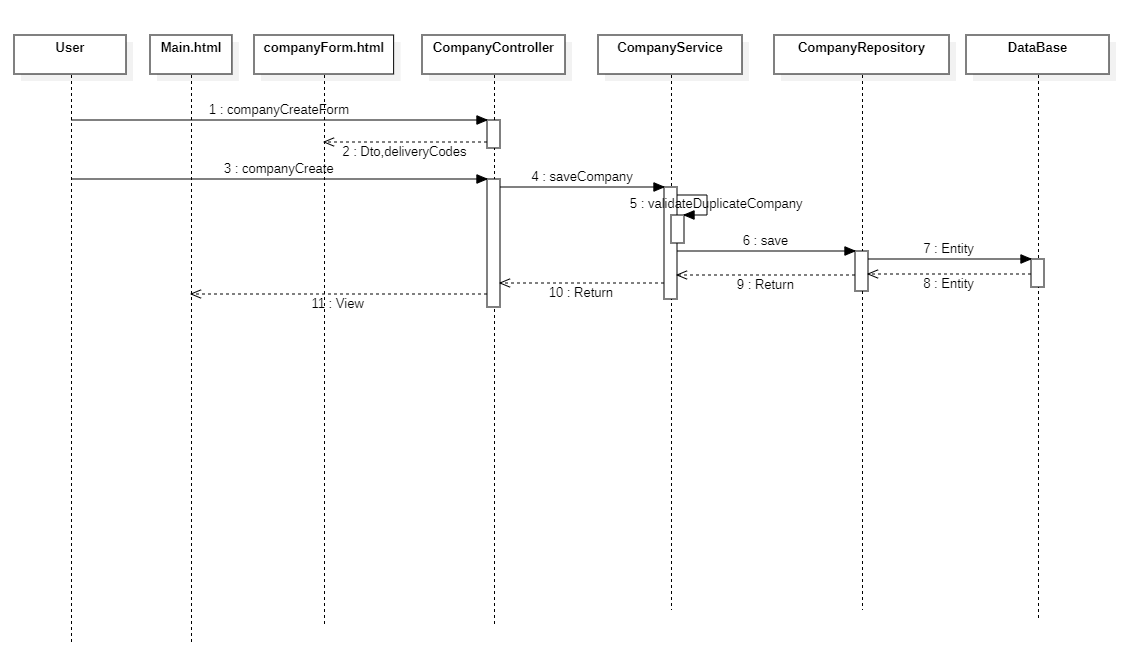 User
Main.html
companyForm.html
CompanyController
CompanyService
CompanyRepository
DataBase
1 : companyCreateForm
2 : Dto,deliveryCodes
3 : companyCreate
4 : saveCompany
5 : validateDuplicateCompany
6 : save
7 : Entity
8 : Entity
9 : Return
10 : Return
11 : View